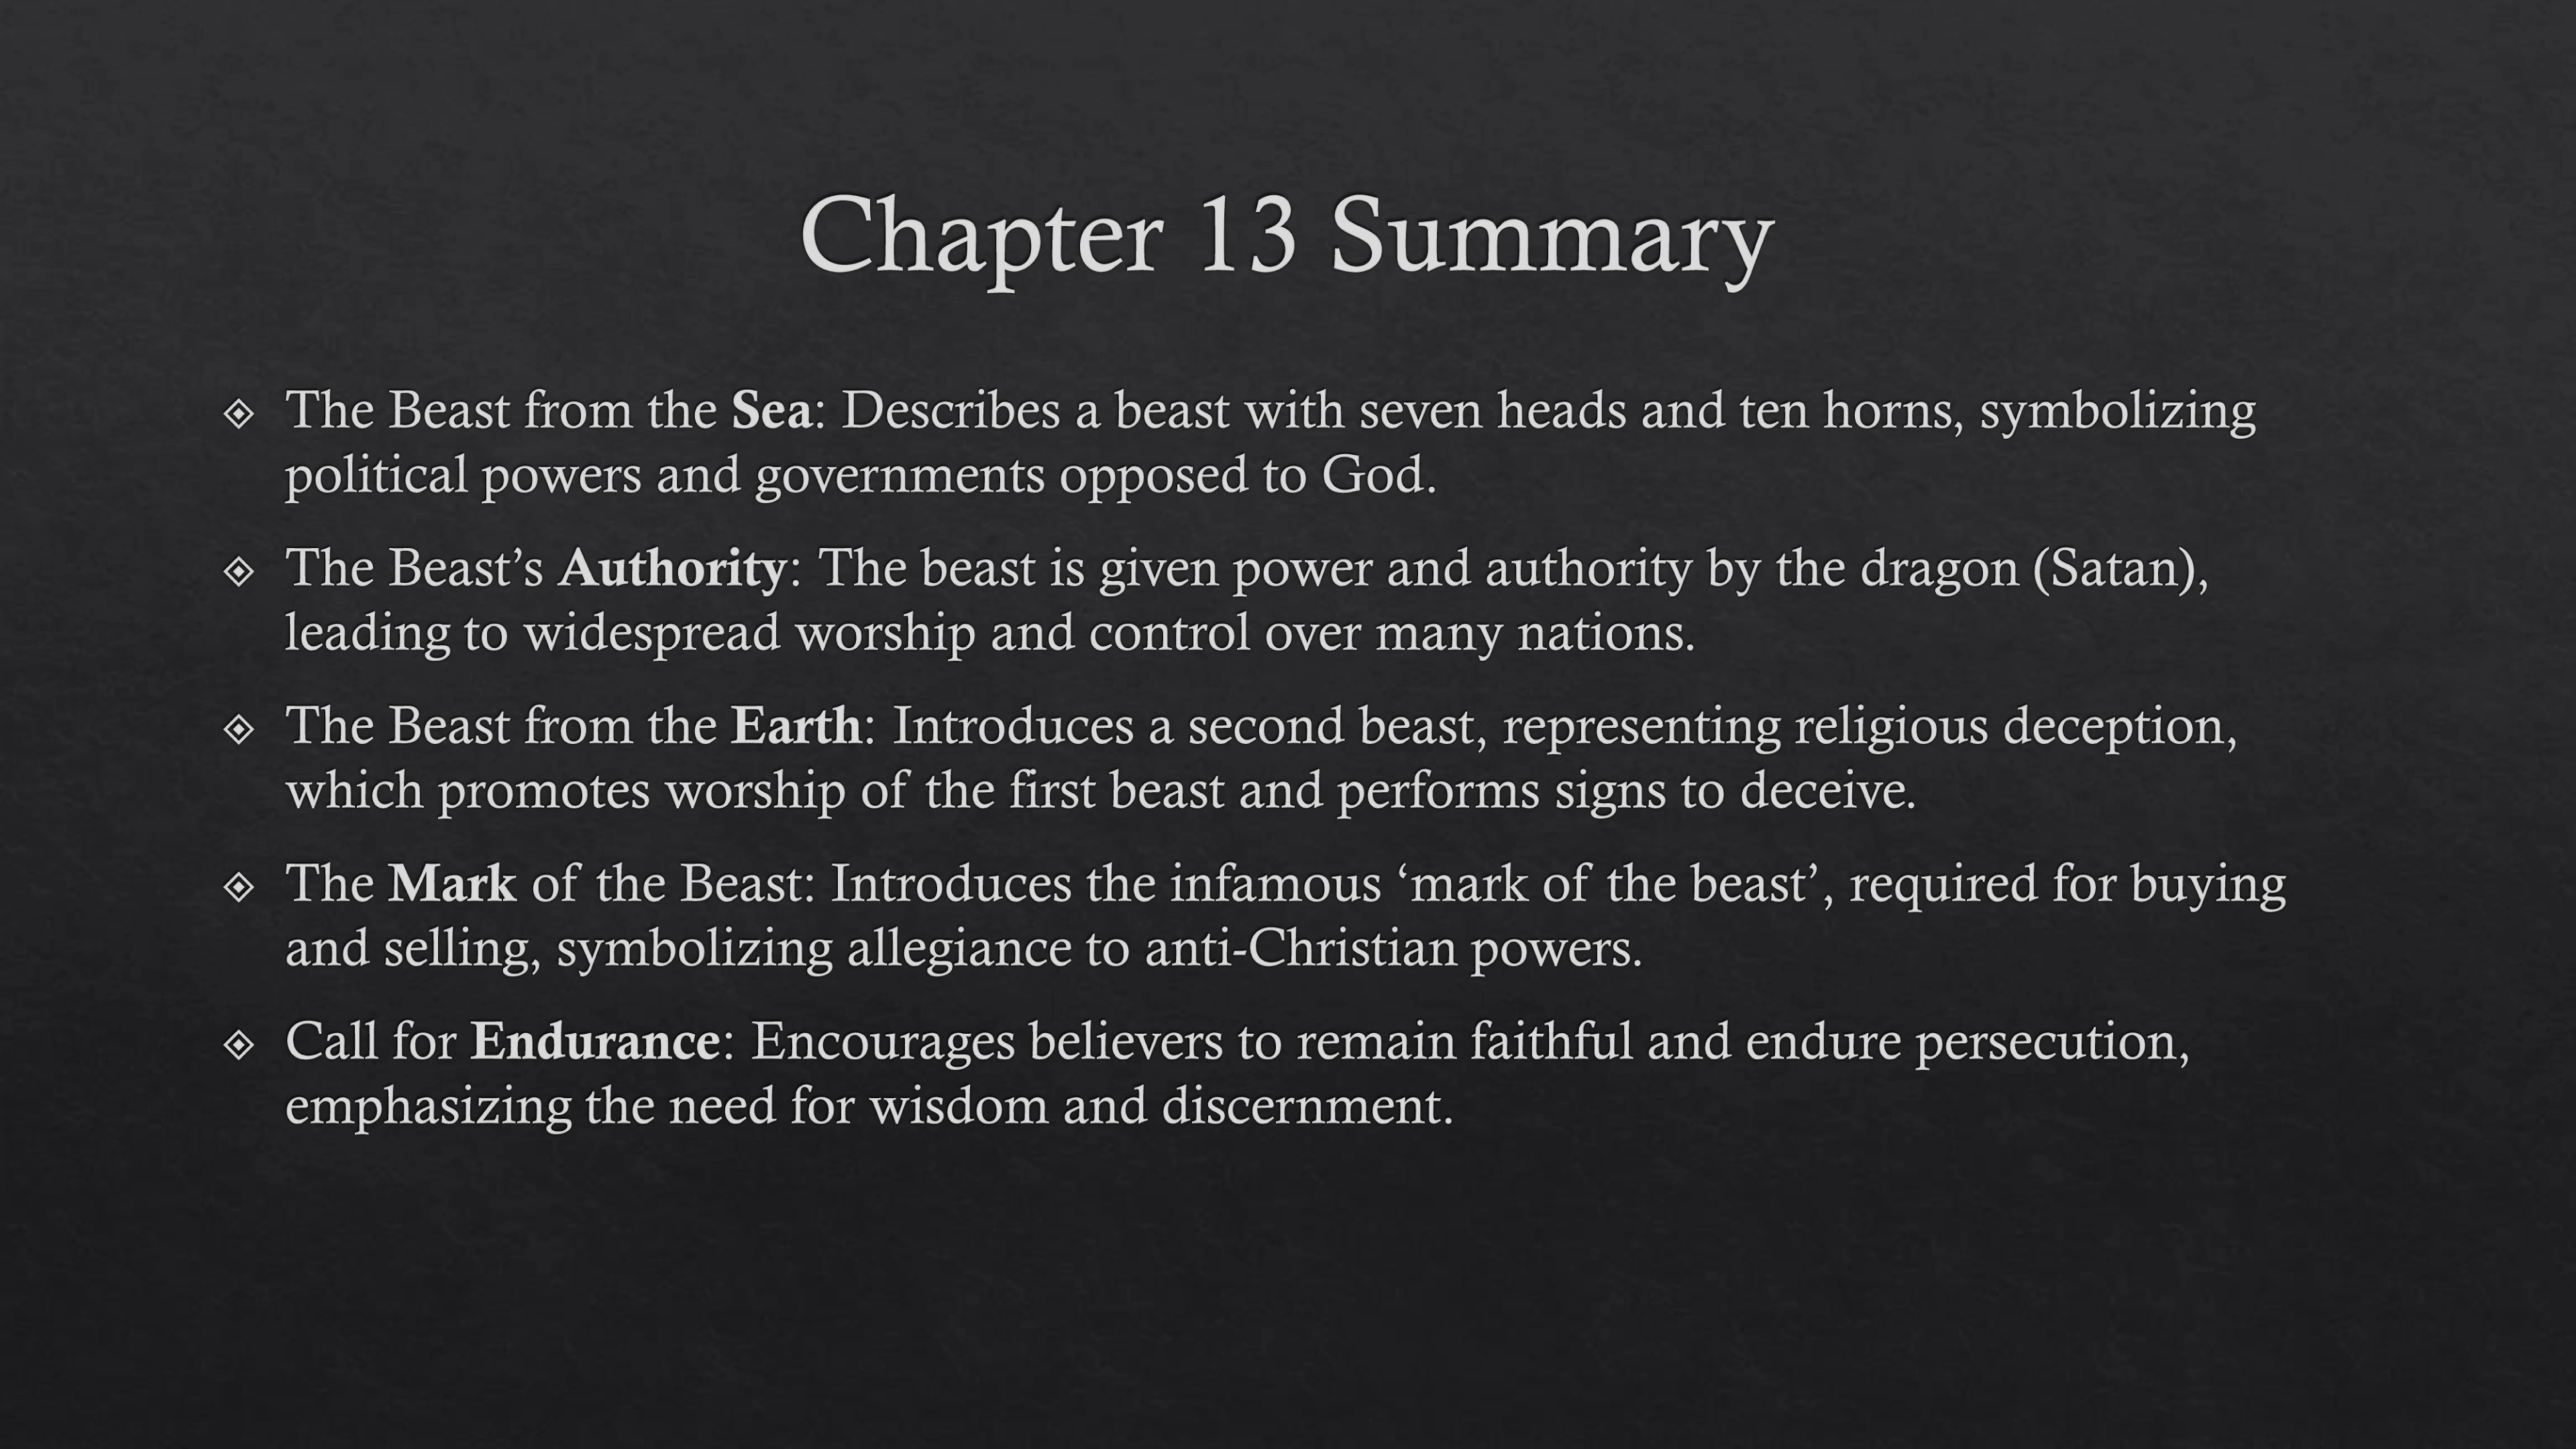 Chapter 13 Summary
The Beast from the Sea: Describes a beast with seven heads and ten horns, symbolizing
political powers and governments opposed to God.
The Beast’s Authority: The beast is given power and authority by the dragon (Satan),
leading to widespread worship and control over many nations.
The Beast from the Earth: Introduces a second beast, representing religious deception,
which promotes worship of the first beast and performs signs to deceive.
The Mark of the Beast: Introduces the infamous ‘mark of the beast’, required for buying
and selling, symbolizing allegiance to anti-Christian powers.
Call for Endurance: Encourages believers to remain faithful and endure persecution,
emphasizing the need for wisdom and discernment.